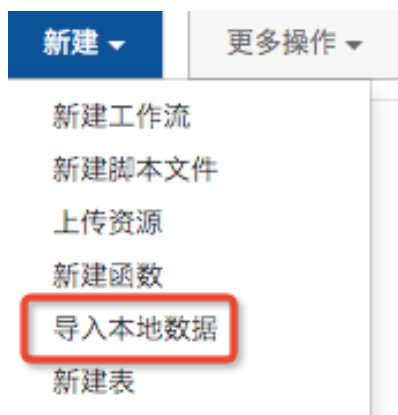 新建 更多操作
新建工作流
新建脚本文件
上传资源
新建函数
导入本地数据
新建表